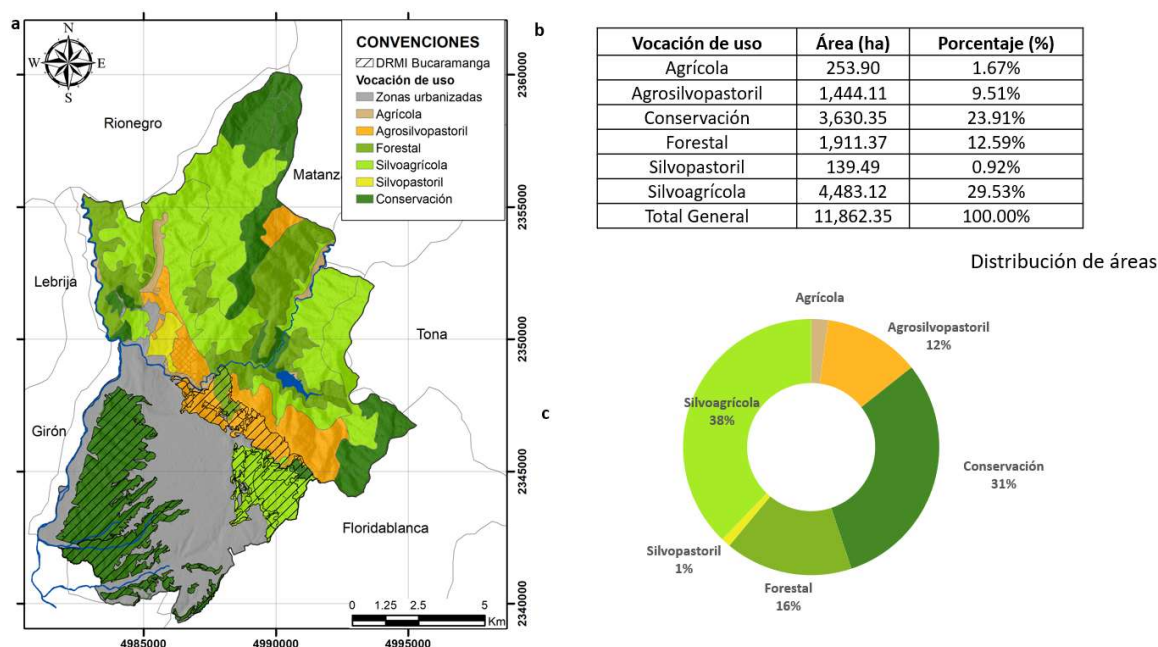 a
N
W E
S
CONVENCIONES
DRMI Bucaramanga
Vocación de uso
Zonas urbanizadas
Agrícola
Agrosilvopastoril
Forestal
Silvoagrícola
Silvopastoril
Conservación
Rionegro
Matanz
Lebrija
Tona
Girón
Floridablanca
2360000
2355000
2350000
2345000
2340000
0 1.25 2.5 5
Km
4985000 4990000 4995000
b
Vocación de uso Área (ha) Porcentaje (%)
Agrícola 253.90 1.67%
Agrosilvopastoril 1,444.11 9.51%
Conservación 3,630.35 23.91%
Forestal 1,911.37 12.59%
Silvopastoril 139.49 0.92%
Silvoagrícola 4,483.12 29.53%
Total General 11,862.35 100.00%
c
Distribución de áreas
Agrícola
Agrosilvopastoril
12%
Silvoagrícola
38%
Conservación
31%
Silvopastoril
1%
Forestal
16%